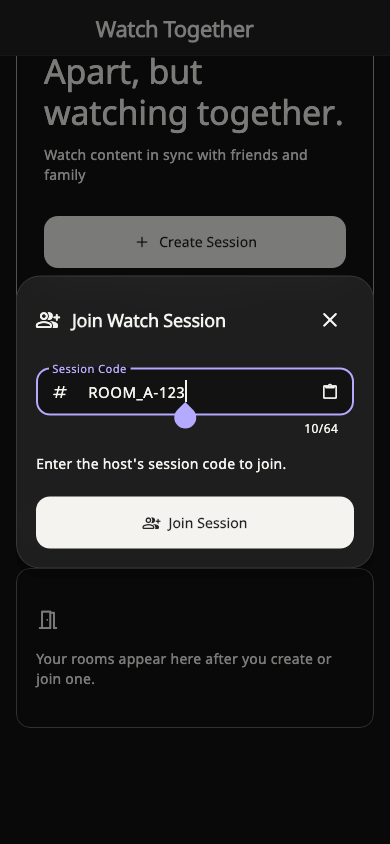 Watch Together
Apart, but
watching together.
Watch content in sync with friends and
family
Create Session
Join Watch Session
Session Code
# ROOM_A-123
10/64
Enter the host's session code to join.
Join Session
Your rooms appear here after you create or
join one.